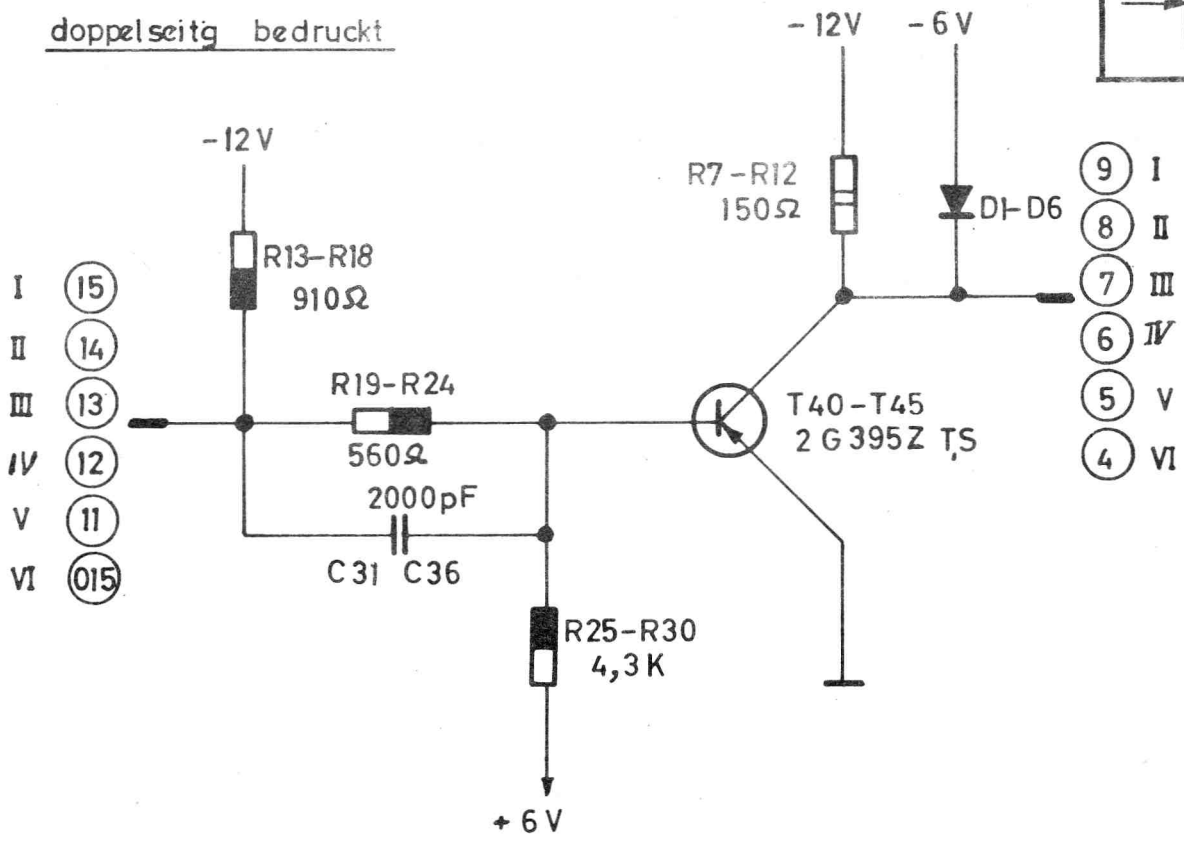 doppelseitg bedruckt
-12V
-6V
-12V
R7-R12
150Ω
D1-D6
9 I
8 II
7 III
6 IV
5 V
4 VI
R13-R18
910Ω
I 15
II 14
III 13
IV 12
V 11
VI 015
R19-R24
560Ω
2000pF
C31 C36
T40-T45
2G395Z T,S
R25-R30
4,3K
+6V